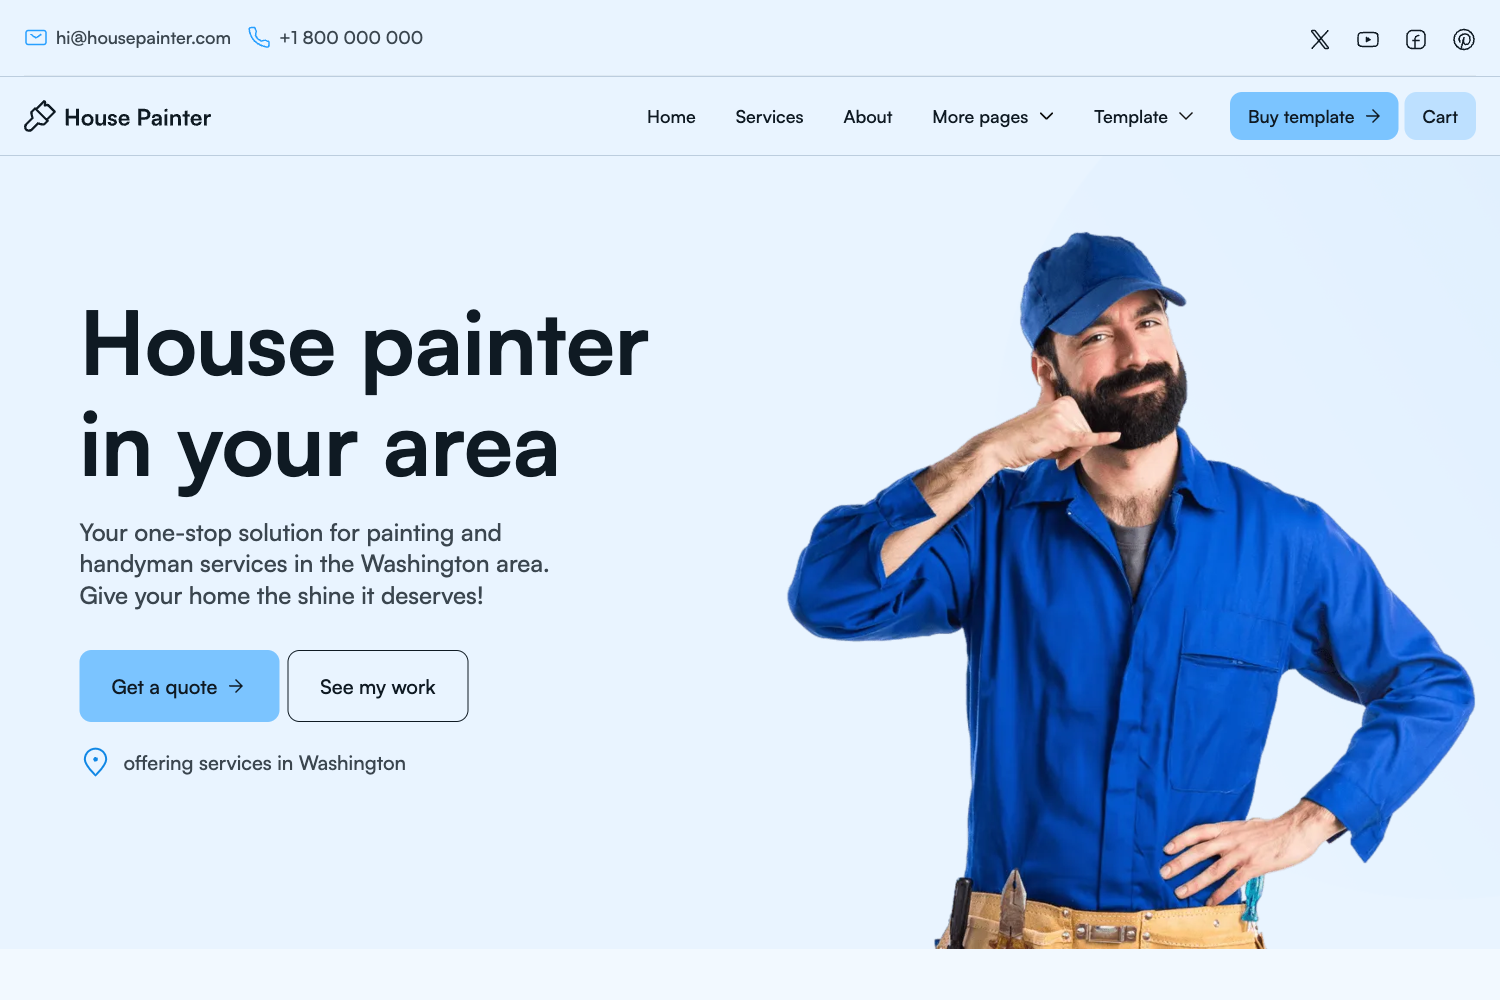 hi@housepainter.com +1 800 000 000
House Painter
Home Services About More pages Template Buy template Cart
House painter
in your area
Your one-stop solution for painting and
handyman services in the Washington area.
Give your home the shine it deserves!
Get a quote See my work
offering services in Washington